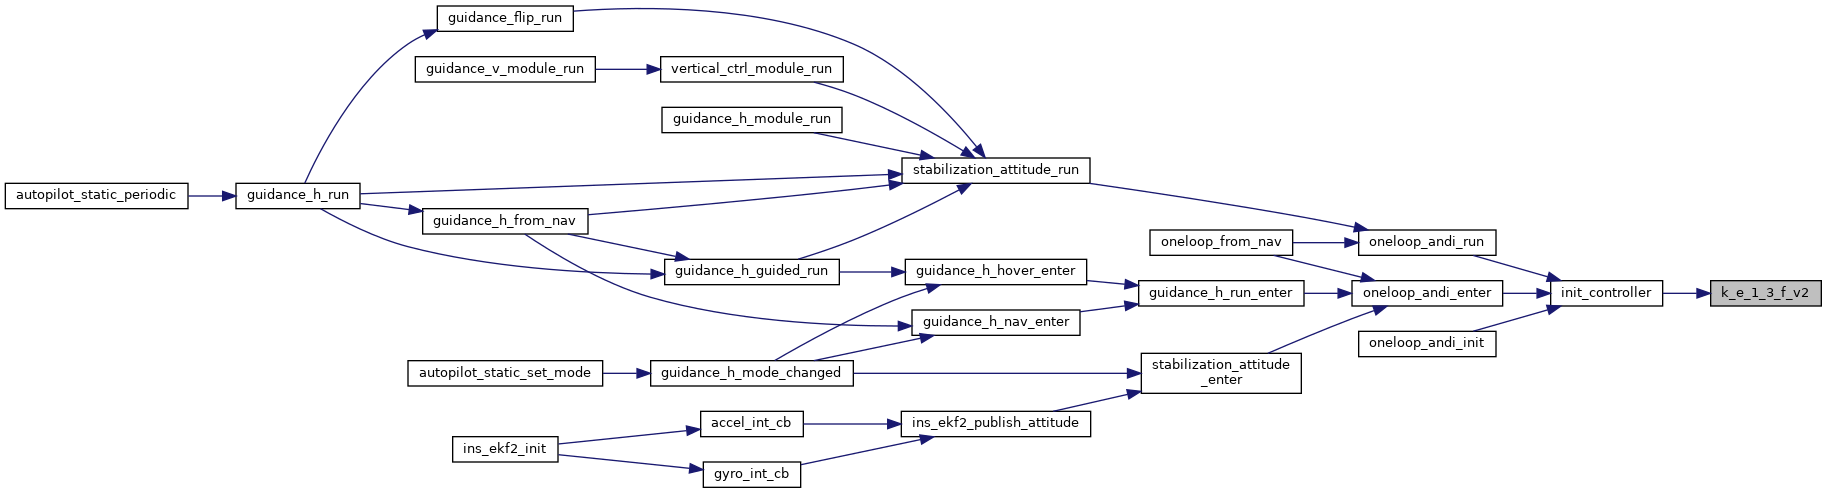 guidance_flip_run
guidance_v_module_run
vertical_ctrl_module_run
guidance_h_module_run
stabilization_attitude_run
autopilot_static_periodic
guidance_h_run
guidance_h_from_nav
oneloop_from_nav
oneloop_andi_run
guidance_h_guided_run
guidance_h_hover_enter
guidance_h_run_enter
oneloop_andi_enter
init_controller
k_e_1_3_f_v2
guidance_h_nav_enter
oneloop_andi_init
autopilot_static_set_mode
guidance_h_mode_changed
stabilization_attitude
_enter
accel_int_cb
ins_ekf2_publish_attitude
ins_ekf2_init
gyro_int_cb